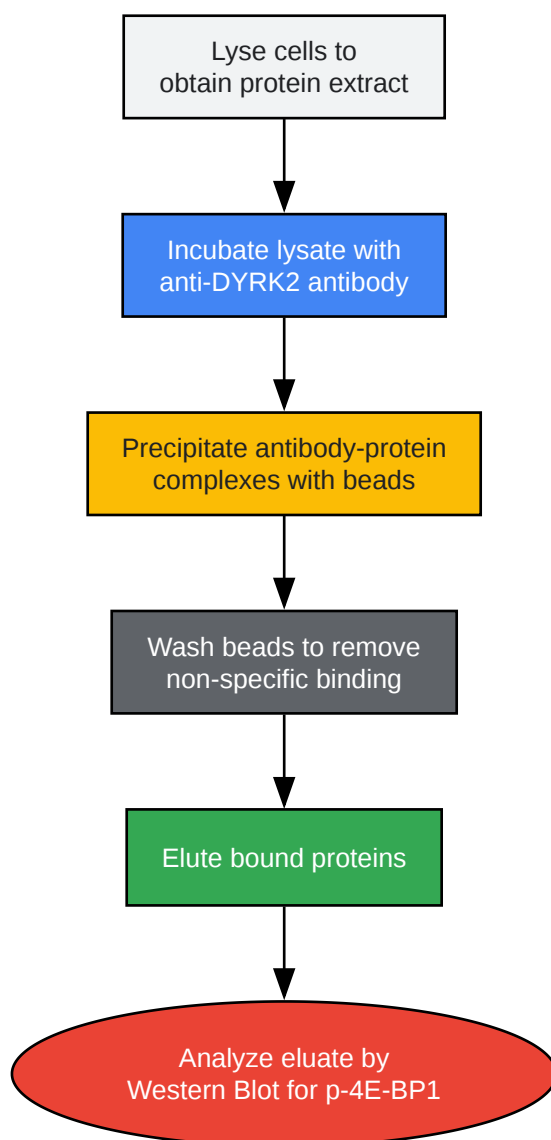 Lyse cells to
obtain protein extract
Incubate lysate with
anti-DYRK2 antibody
Precipitate antibody-protein
complexes with beads
Wash beads to remove
non-specific binding
Elute bound proteins
Analyze eluate by
Western Blot for p-4E-BP1